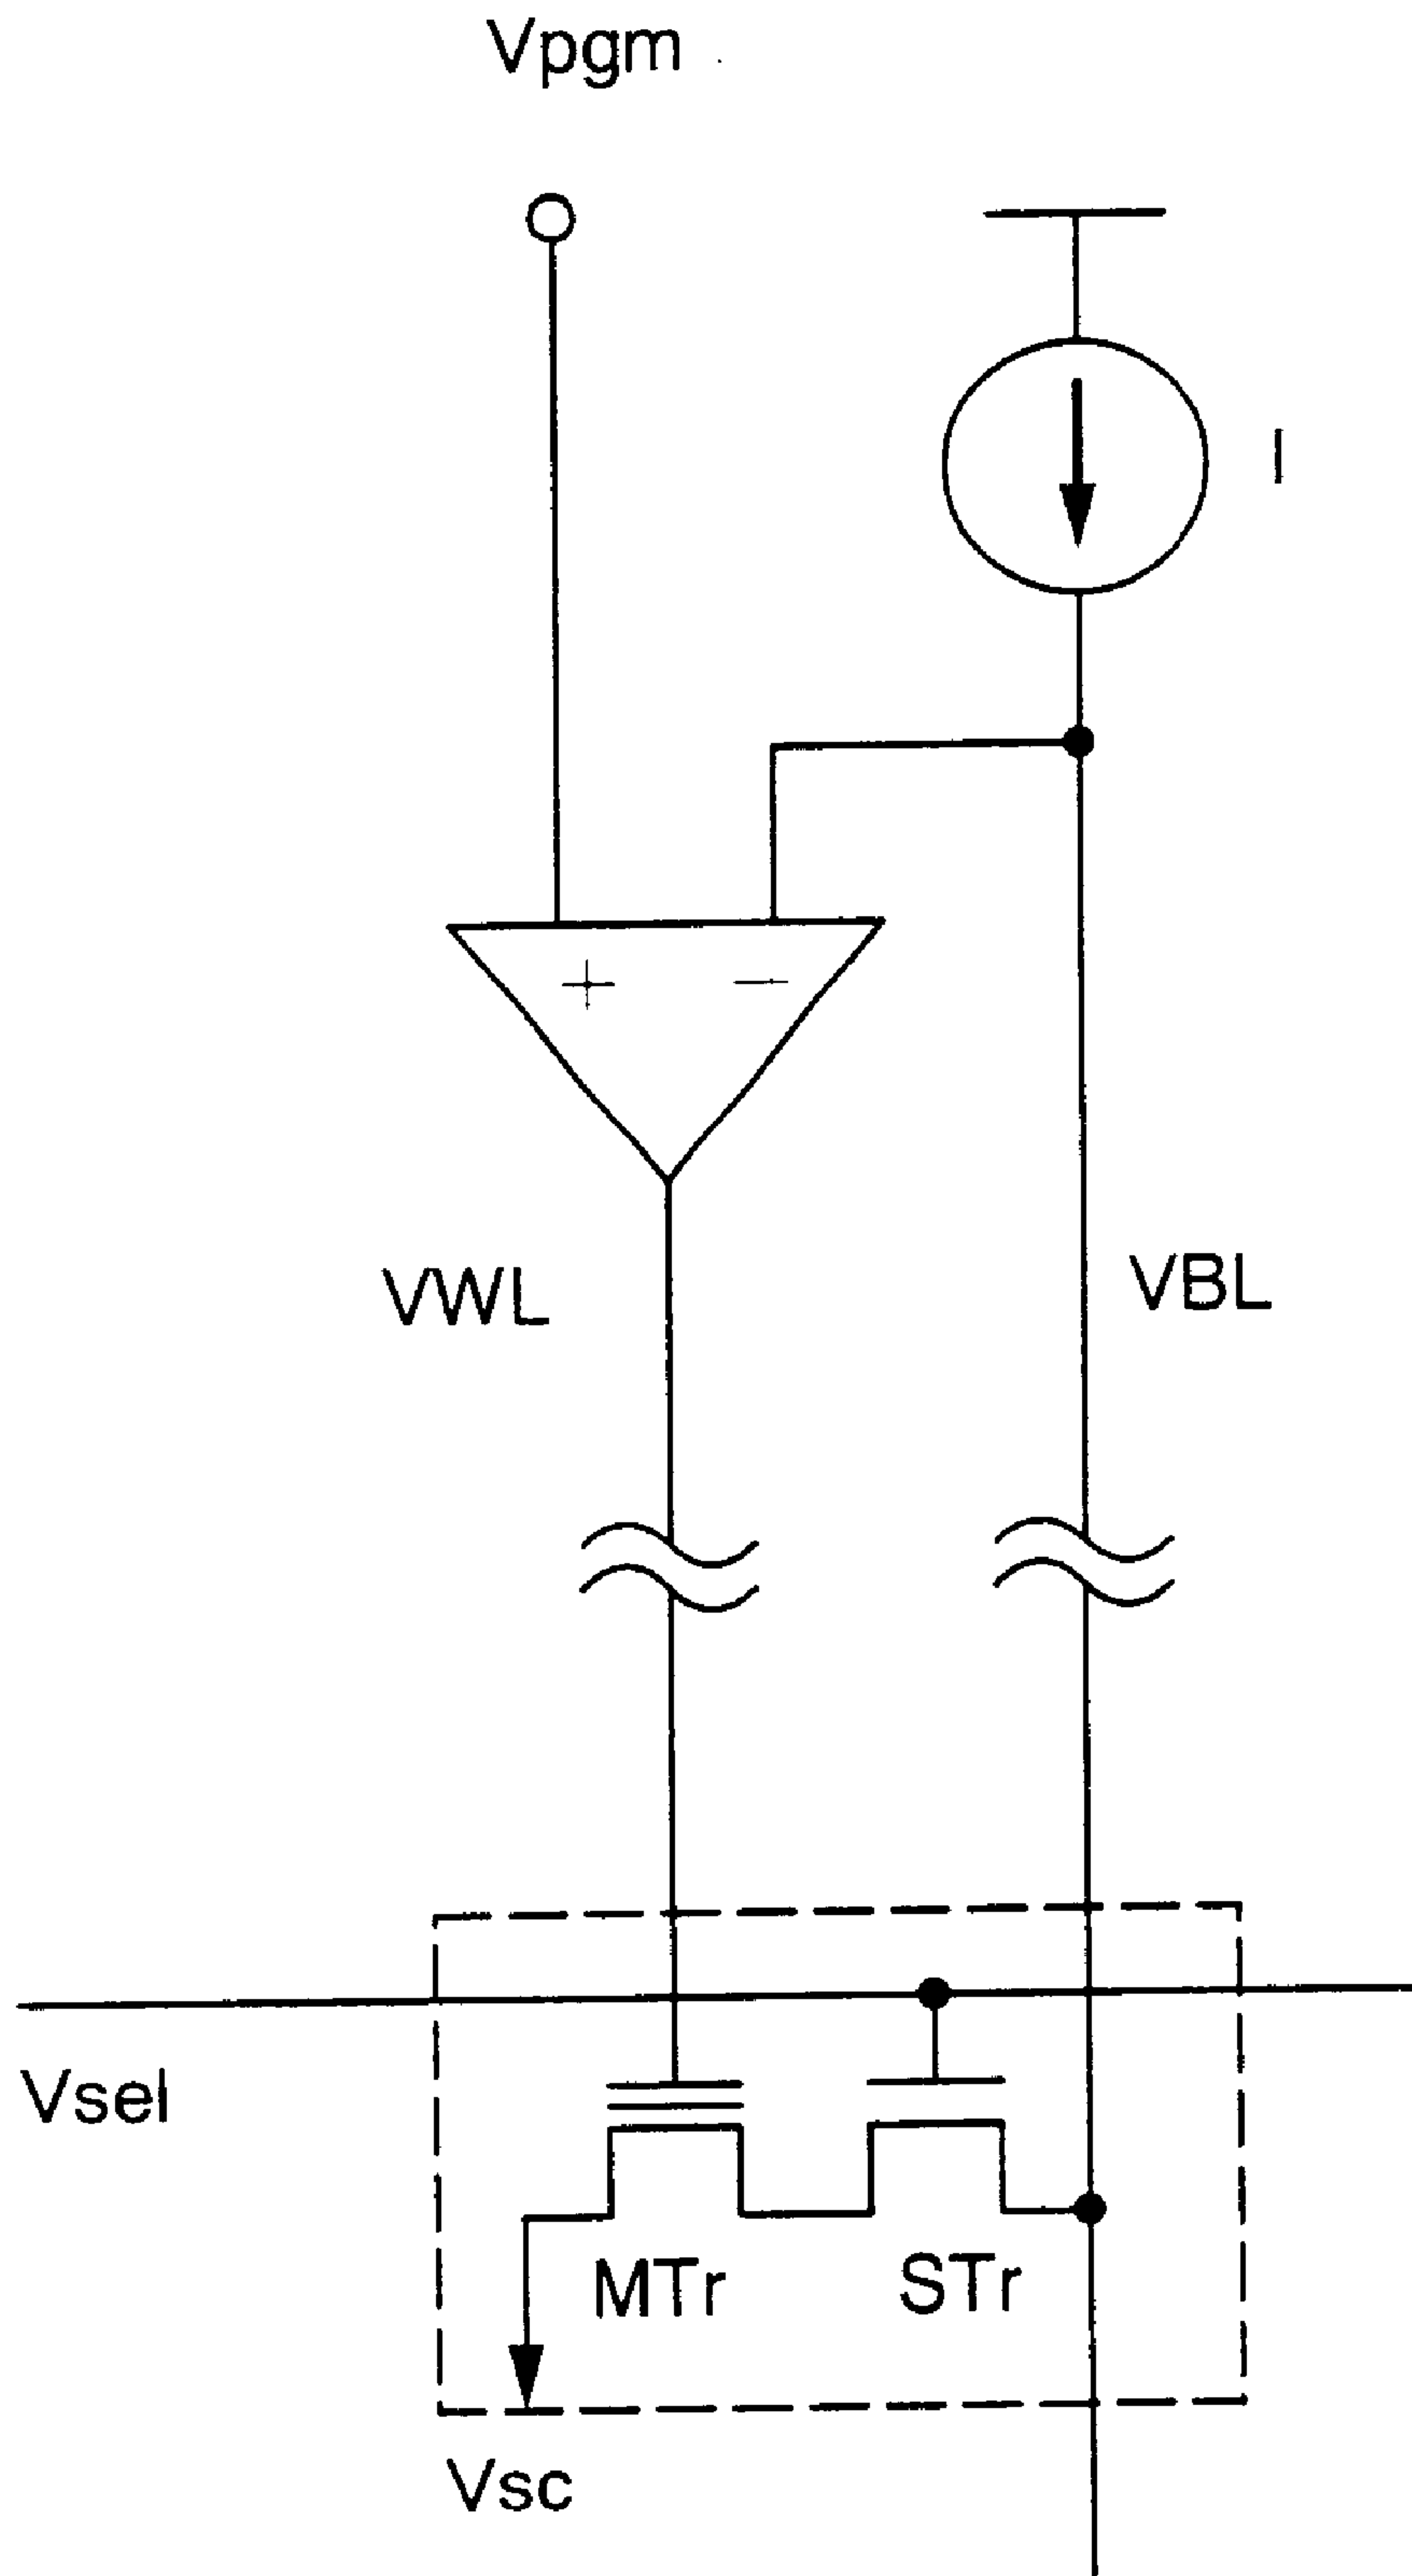 Vpgm
I
+ −
VWL
VBL
Vsel
MTr
STr
Vsc